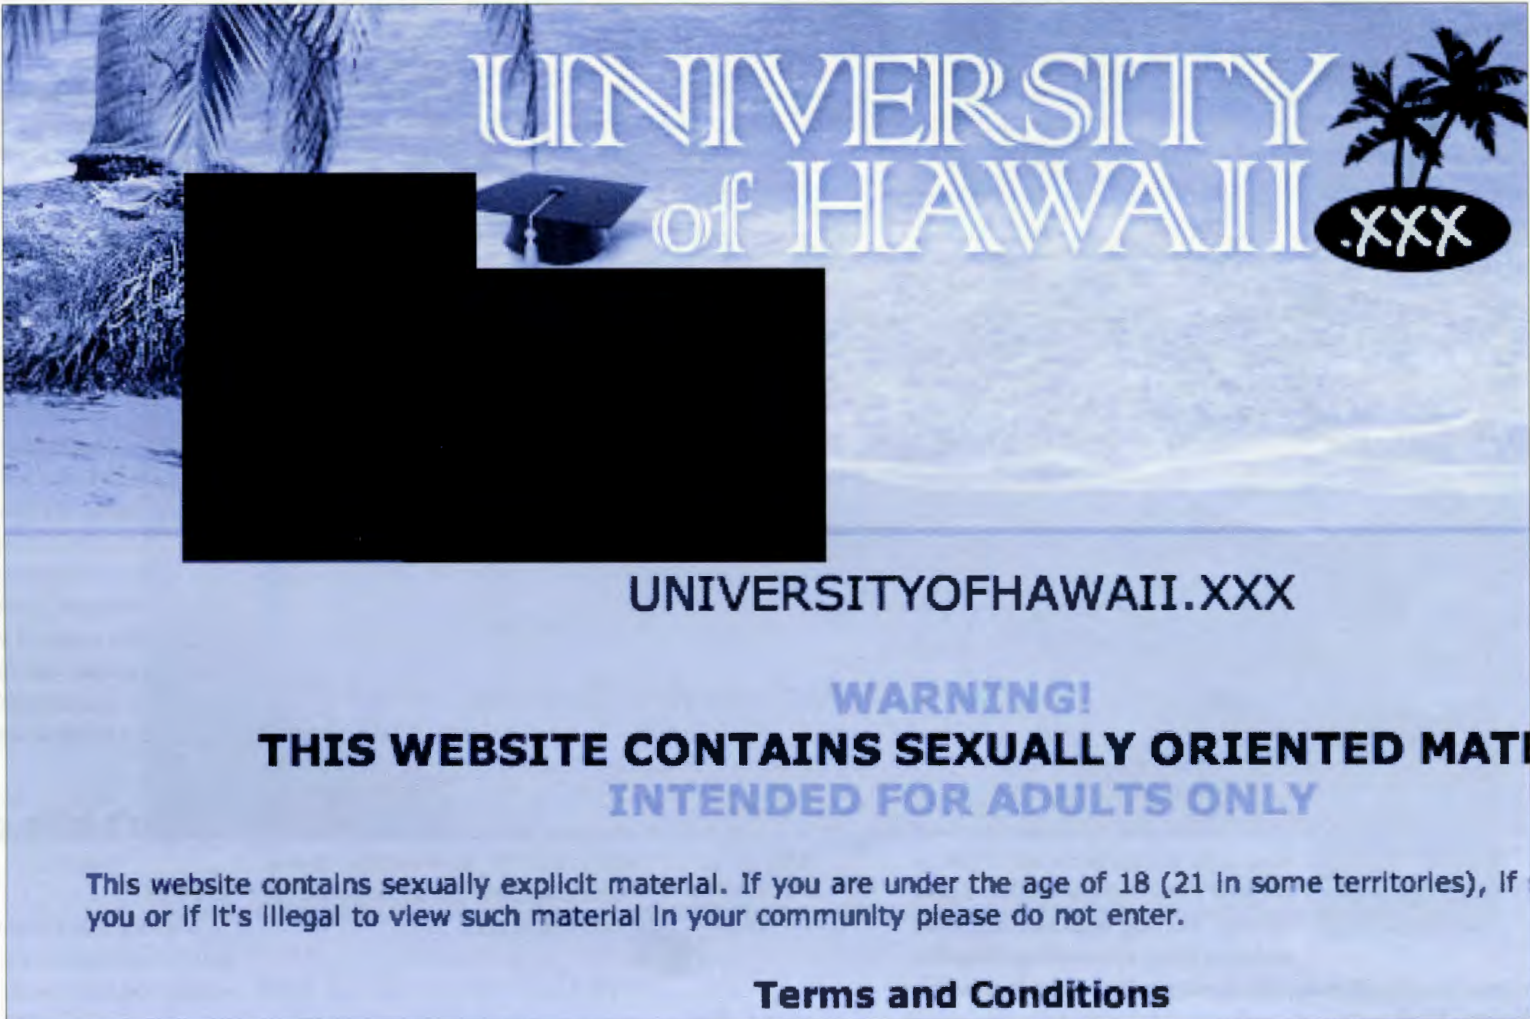 UNIVERSITY
of HAWAII
.XXX
UNIVERSITYOFHAWAII.XXX
WARNING!
THIS WEBSITE CONTAINS SEXUALLY ORIENTED
INTENDED FOR ADULTS ONLY
This website contains sexually explicit material. If you are under the age of 18 (21 in some territories), if
you or if it's illegal to view such material in your community please do not enter.
Terms and Conditions